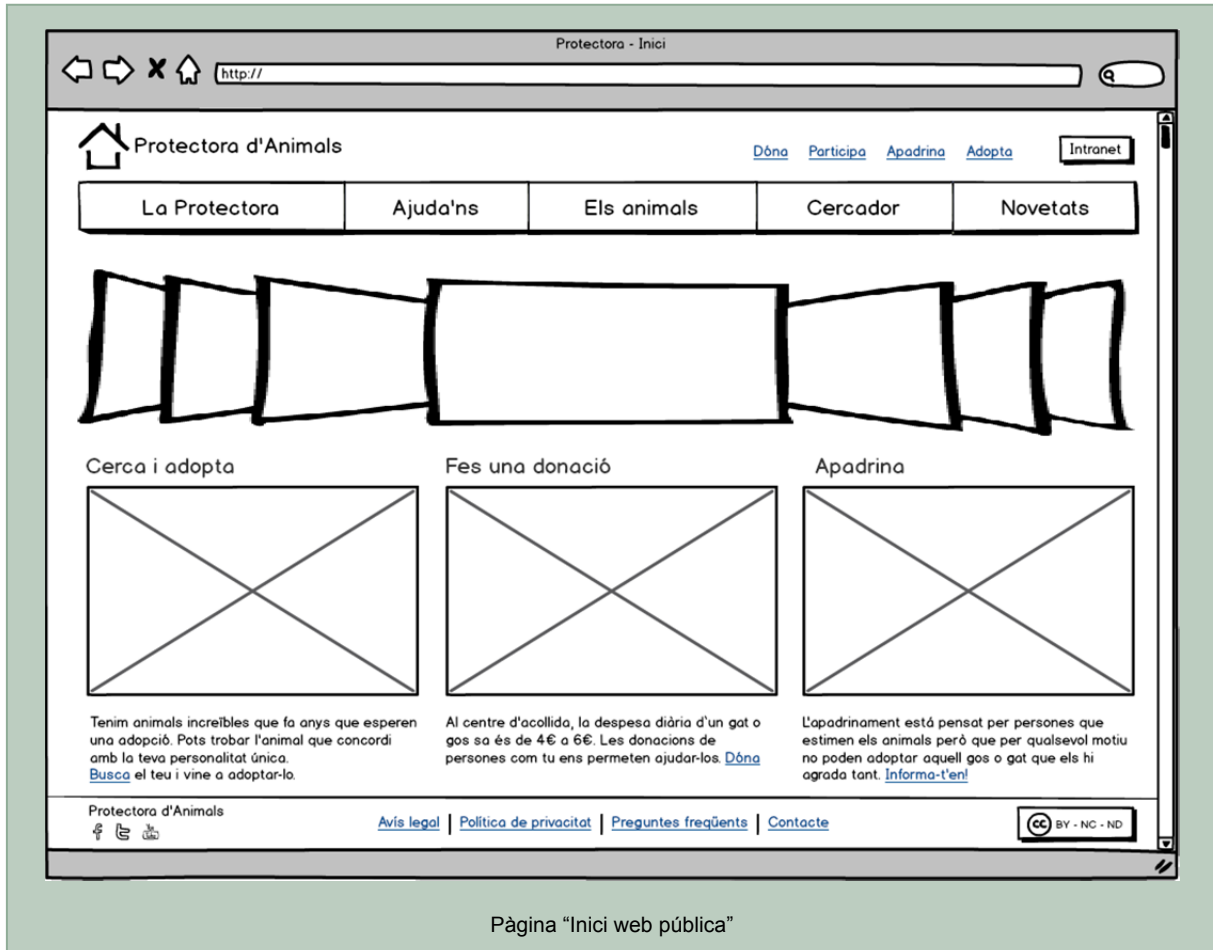 Protectora - Inici
http://
Protectora d'Animals
Dóna Participa Apadrina Adopta Intranet
La Protectora Ajuda'ns Els animals Cercador Novetats
Cerca i adopta
Fes una donació
Apadrina
Tenim animals increïbles que fa anys que esperen
una adopció. Pots trobar l'animal que concordi
amb la teva personalitat única.
Busca el teu i vine a adoptar-lo.
Al centre d'acollida, la despesa diària d'un gat o
gos sa és de 4€ a 6€. Les donacions de
persones com tu ens permeten ajudar-los. Dóna
L'apadrinament està pensat per persones que
estimen els animals però que per qualsevol motiu
no poden adoptar aquell gos o gat que els hi
agrada tant. Informa-t'en!
Protectora d'Animals
Avís legal | Política de privacitat | Preguntes freqüents | Contacte
cc BY - NC - ND
Pàgina “Inici web pública”